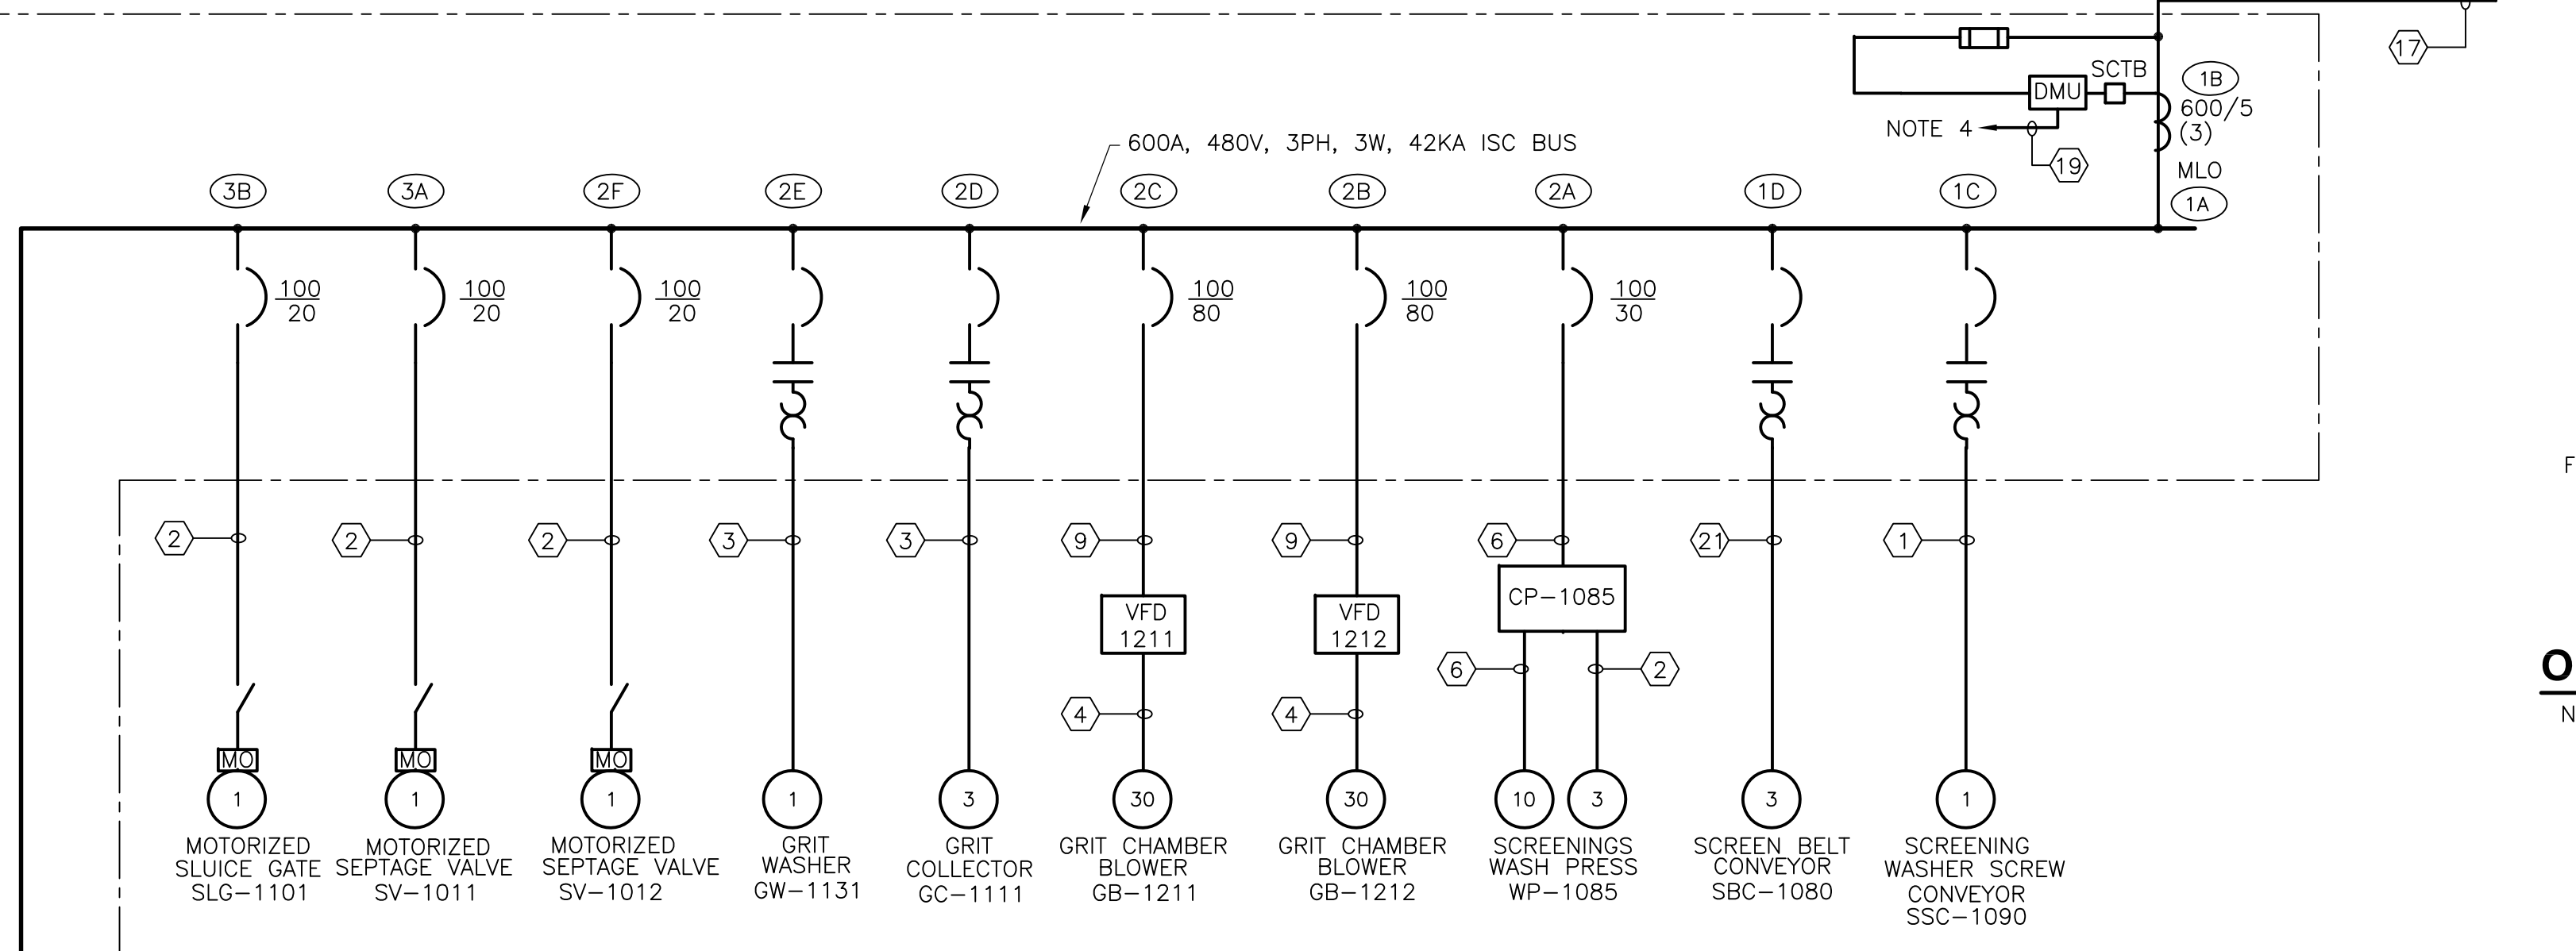 17
SCTB
1B
DMU
600/5
(3)
NOTE 4
19
MLO
1A
600A, 480V, 3PH, 3W, 42KA ISC BUS
3B
3A
2F
2E
2D
2C
2B
2A
1D
1C
100
20
100
20
100
20
100
80
100
80
100
30
F
2
2
2
3
3
9
9
6
21
1
CP-1085
VFD
1211
VFD
1212
6
2
4
4
O
N
MO
MO
MO
1
1
1
1
3
30
30
10
3
3
1
MOTORIZED
SLUICE GATE
SLG-1101
MOTORIZED
SEPTAGE VALVE
SV-1011
MOTORIZED
SEPTAGE VALVE
SV-1012
GRIT
WASHER
GW-1131
GRIT
COLLECTOR
GC-1111
GRIT CHAMBER
BLOWER
GB-1211
GRIT CHAMBER
BLOWER
GB-1212
SCREENINGS
WASH PRESS
WP-1085
SCREEN BELT
CONVEYOR
SBC-1080
SCREENING
WASHER SCREW
CONVEYOR
SSC-1090